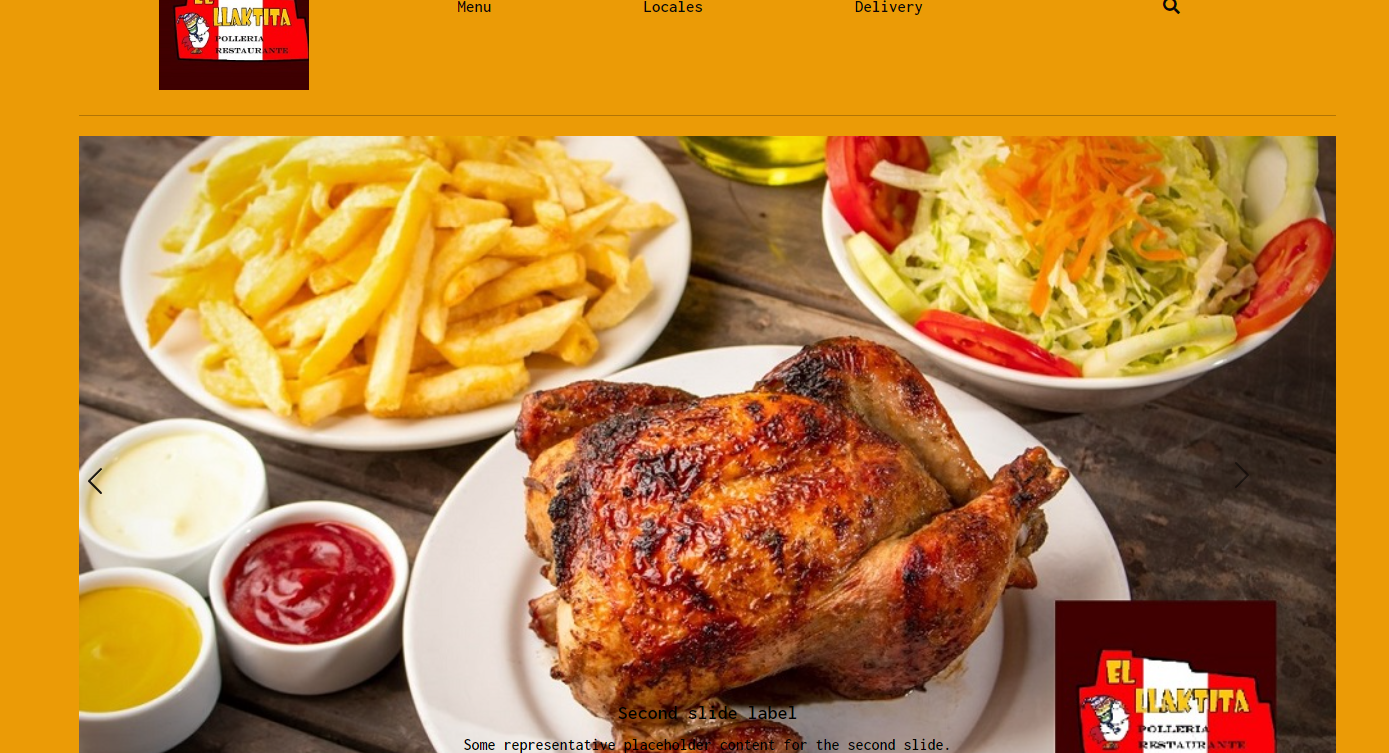 EL
LLAKTITA
POLLERIA
RESTAURANTE
Menu
Locales
Delivery
EL
LLAKTITA
POLLERIA
RESTAURANTE
Second slide label
Some representative placeholder content for the second slide.